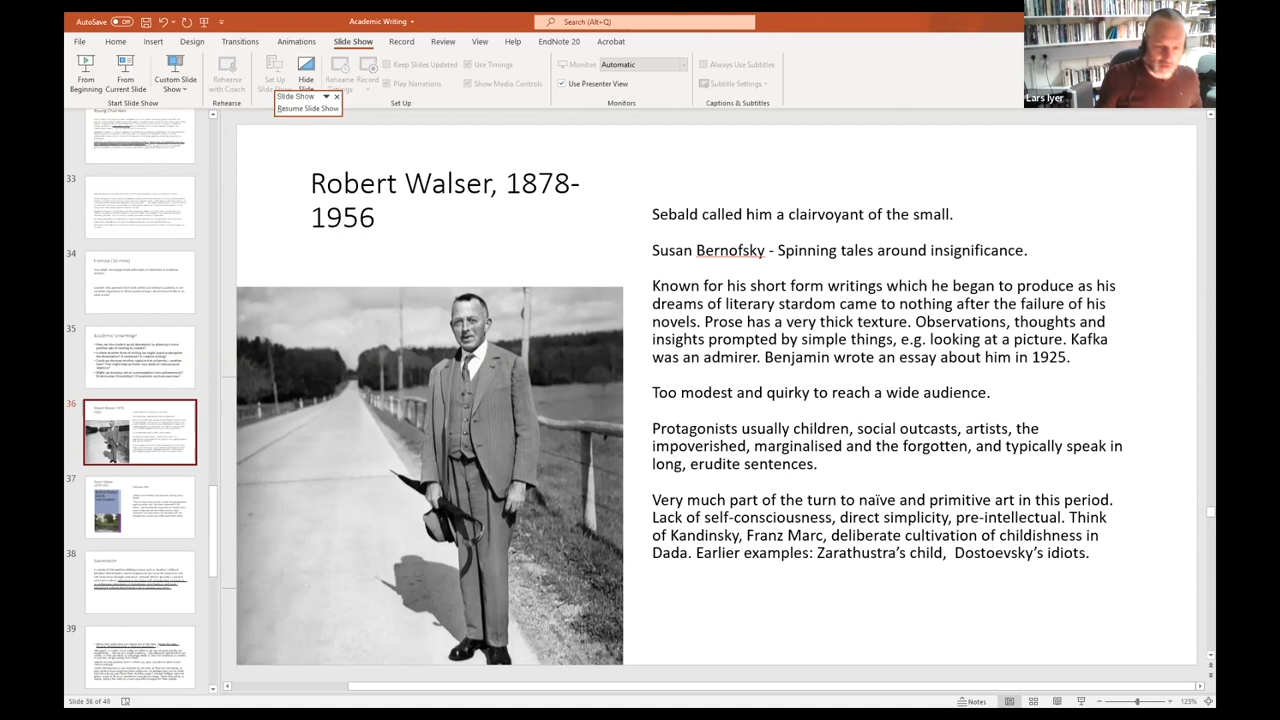 AutoSave
Off
Academic Writing
Search (Alt+Q)
File Home Insert Design Transitions Animations Slide Show Record Review View Help EndNote 20 Acrobat
From Beginning
From Current Slide
Custom Slide Show
Start Slide Show
Rehearse with Coach
Rehearse
Set Up
Hide
Rehearse Timings
Record
Keep Slides Updated
Play Narrations
Use Timings
Show Media Controls
Set Up
Monitor: Automatic
Use Presenter View
Monitors
Always Use Subtitles
Subtitle Settings
Captions & Subtitles
Slide Show
Resume Slide Show
Lars Iyer
33
34
35
Academic Unwriting?
36
37
38
39
Robert Walser, 1878-
1956
Sebald called him a clairvoyant of the small.
Susan Bernofsky - Spinning tales around insignificance.
Known for his short form writings which he began to produce as his
dreams of literary stardom came to nothing after the failure of his
novels. Prose has a very thick texture. Observations, thoughts and
insights prompted by simple things, e.g. looking at a picture. Kafka
was an admirer. Benjamin wrote an essay about him in 1925.
Too modest and quirky to reach a wide audience.
Protagonists usually children, social outcasts, artists, the
impoverished, marginalised and the forgotten, and typically speak in
long, erudite sentences.
Very much part of the turn to naïve and primitive art in this period.
Lack of self-consciousness, direct simplicity, pre-intellectual. Think
of Kandinsky, Franz Marc, deliberate cultivation of childishness in
Dada. Earlier examples: Zarathustra's child, Dostoevsky's idiots.
Slide 36 of 48
Notes
125%